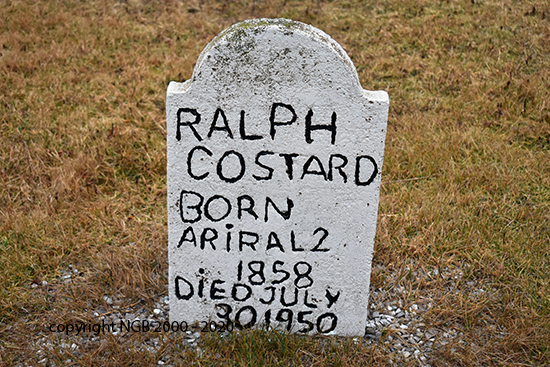 RALPH
COSTARD
BORN
ARIRAL 2
1858
DIED JULY
30 1950
copyright NGB 2000 - 2020